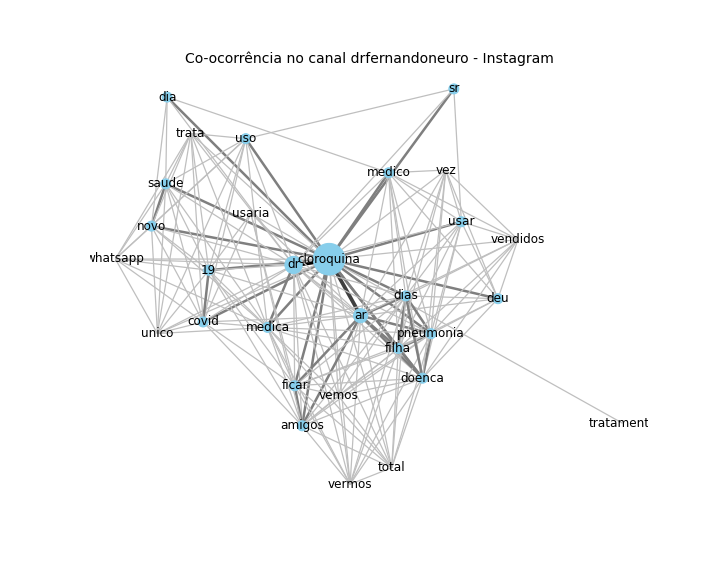 Co-ocorrência no canal drfernandoneuro - Instagram
sr
dia
trata
uso
medico
vez
saude
usaria
usar
novo
vendidos
whatsapp
cloroquina
dr
19
dias
deu
ar
covid
medica
unico
pneumonia
filha
doenca
ficar
vemos
amigos
tratament
total
vermos